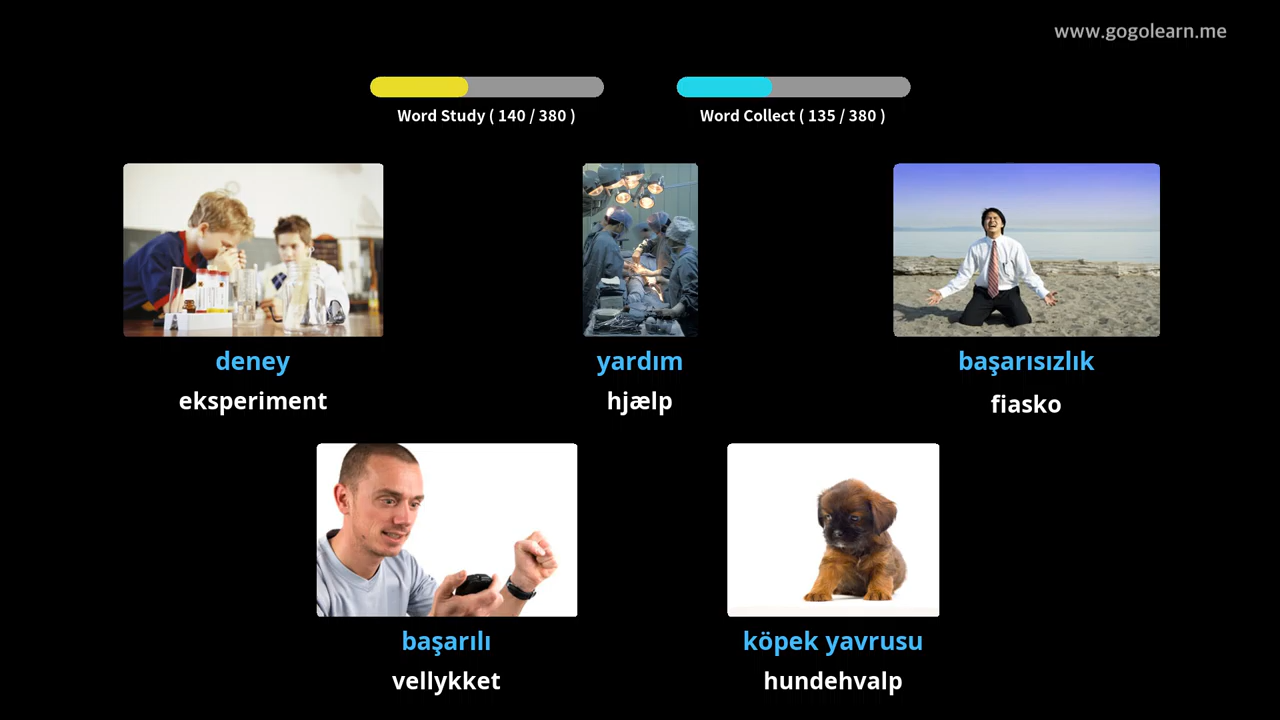 www.gogolearn.me
Word Study ( 140 / 380 )
Word Collect ( 135 / 380 )
deney
eksperiment
yardım
hjælp
başarısızlık
fiasko
başarılı
vellykket
köpek yavrusu
hundehvalp